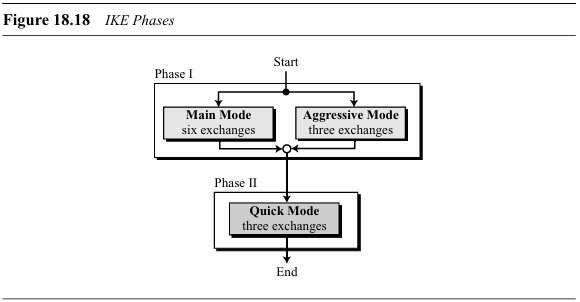 Figure 18.18 IKE Phases
Start
Phase I
Main Mode
six exchanges
Aggressive Mode
three exchanges
Phase II
Quick Mode
three exchanges
End